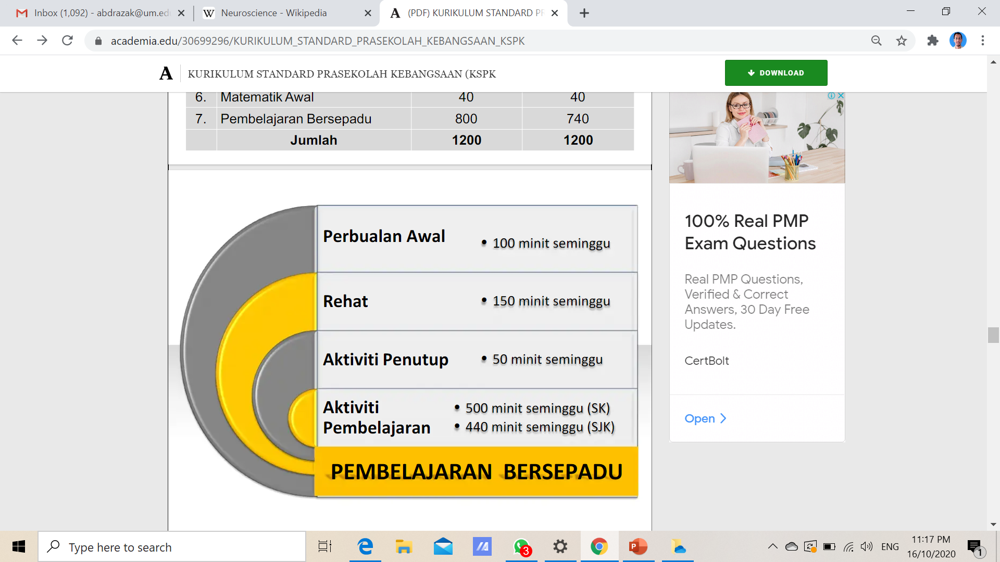 Inbox (1,092) - abdrazak@um.ed
Neuroscience - Wikipedia
(PDF) KURIKULUM STANDARD PR
academia.edu/30699296/KURIKULUM_STANDARD_PRASEKOLAH_KEBANGSAAN_KSPK
A KURIKULUM STANDARD PRASEKOLAH KEBANGSAAN (KSPK
DOWNLOAD
6. Matematik Awal 40 40
7. Pembelajaran Bersepadu 800 740
Jumlah 1200 1200
Perbualan Awal
• 100 minit seminggu
Rehat
• 150 minit seminggu
Aktiviti Penutup
• 50 minit seminggu
Aktiviti
Pembelajaran
• 500 minit seminggu (SK)
• 440 minit seminggu (SJK)
PEMBELAJARAN BERSEPADU
100% Real PMP
Exam Questions
Real PMP Questions,
Verified & Correct
Answers, 30 Day Free
Updates.
CertBolt
Open
Type here to search
3
ENG
11:17 PM
16/10/2020
1